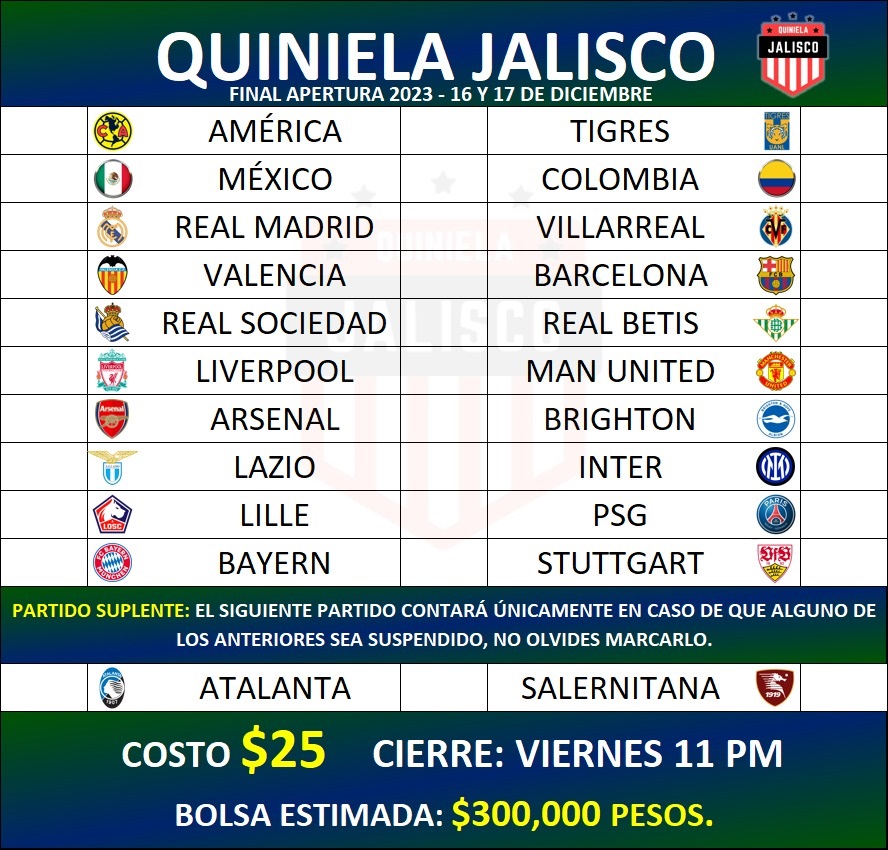 QUINIELA JALISCO
FINAL APERTURA 2023 - 16 Y 17 DE DICIEMBRE
QUINIELA
JALISCO
AMÉRICA TIGRES
MÉXICO COLOMBIA
REAL MADRID VILLARREAL
VALENCIA BARCELONA
REAL SOCIEDAD REAL BETIS
LIVERPOOL MAN UNITED
ARSENAL BRIGHTON
LAZIO INTER
LILLE PSG
BAYERN STUTTGART
QUINIELA
JALISCO
PARTIDO SUPLENTE: EL SIGUIENTE PARTIDO CONTARÁ ÚNICAMENTE EN CASO DE QUE ALGUNO DE
LOS ANTERIORES SEA SUSPENDIDO, NO OLVIDES MARCARLO.
ATALANTA SALERNITANA
COSTO $25 CIERRE: VIERNES 11 PM
BOLSA ESTIMADA: $300,000 PESOS.